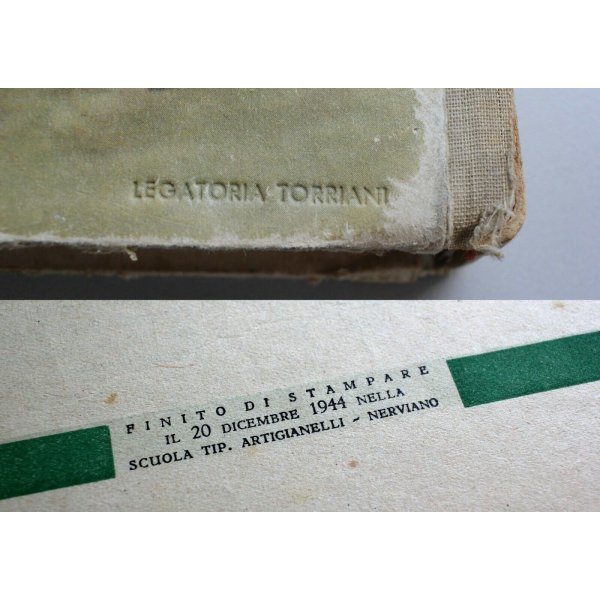 LEGATORIA TORRIANI
FINITO DI STAMPARE
IL 20 DICEMBRE 1944 NELLA
SCUOLA TIP. ARTIGIANELLI - NERVIANO